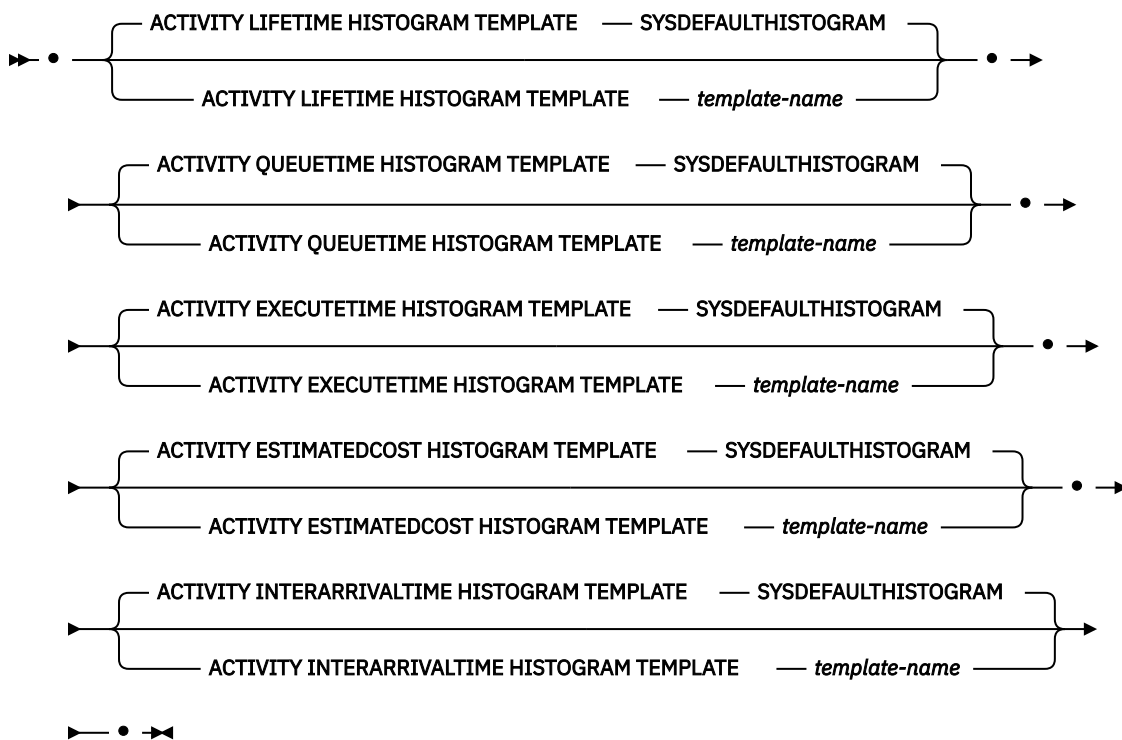 ACTIVITY LIFETIME HISTOGRAM TEMPLATE SYSDEFAULTHISTOGRAM
ACTIVITY LIFETIME HISTOGRAM TEMPLATE template-name
ACTIVITY QUEUETIME HISTOGRAM TEMPLATE SYSDEFAULTHISTOGRAM
ACTIVITY QUEUETIME HISTOGRAM TEMPLATE template-name
ACTIVITY EXECUTETIME HISTOGRAM TEMPLATE SYSDEFAULTHISTOGRAM
ACTIVITY EXECUTETIME HISTOGRAM TEMPLATE template-name
ACTIVITY ESTIMATEDCOST HISTOGRAM TEMPLATE SYSDEFAULTHISTOGRAM
ACTIVITY ESTIMATEDCOST HISTOGRAM TEMPLATE template-name
ACTIVITY INTERARRIVALTIME HISTOGRAM TEMPLATE SYSDEFAULTHISTOGRAM
ACTIVITY INTERARRIVALTIME HISTOGRAM TEMPLATE template-name